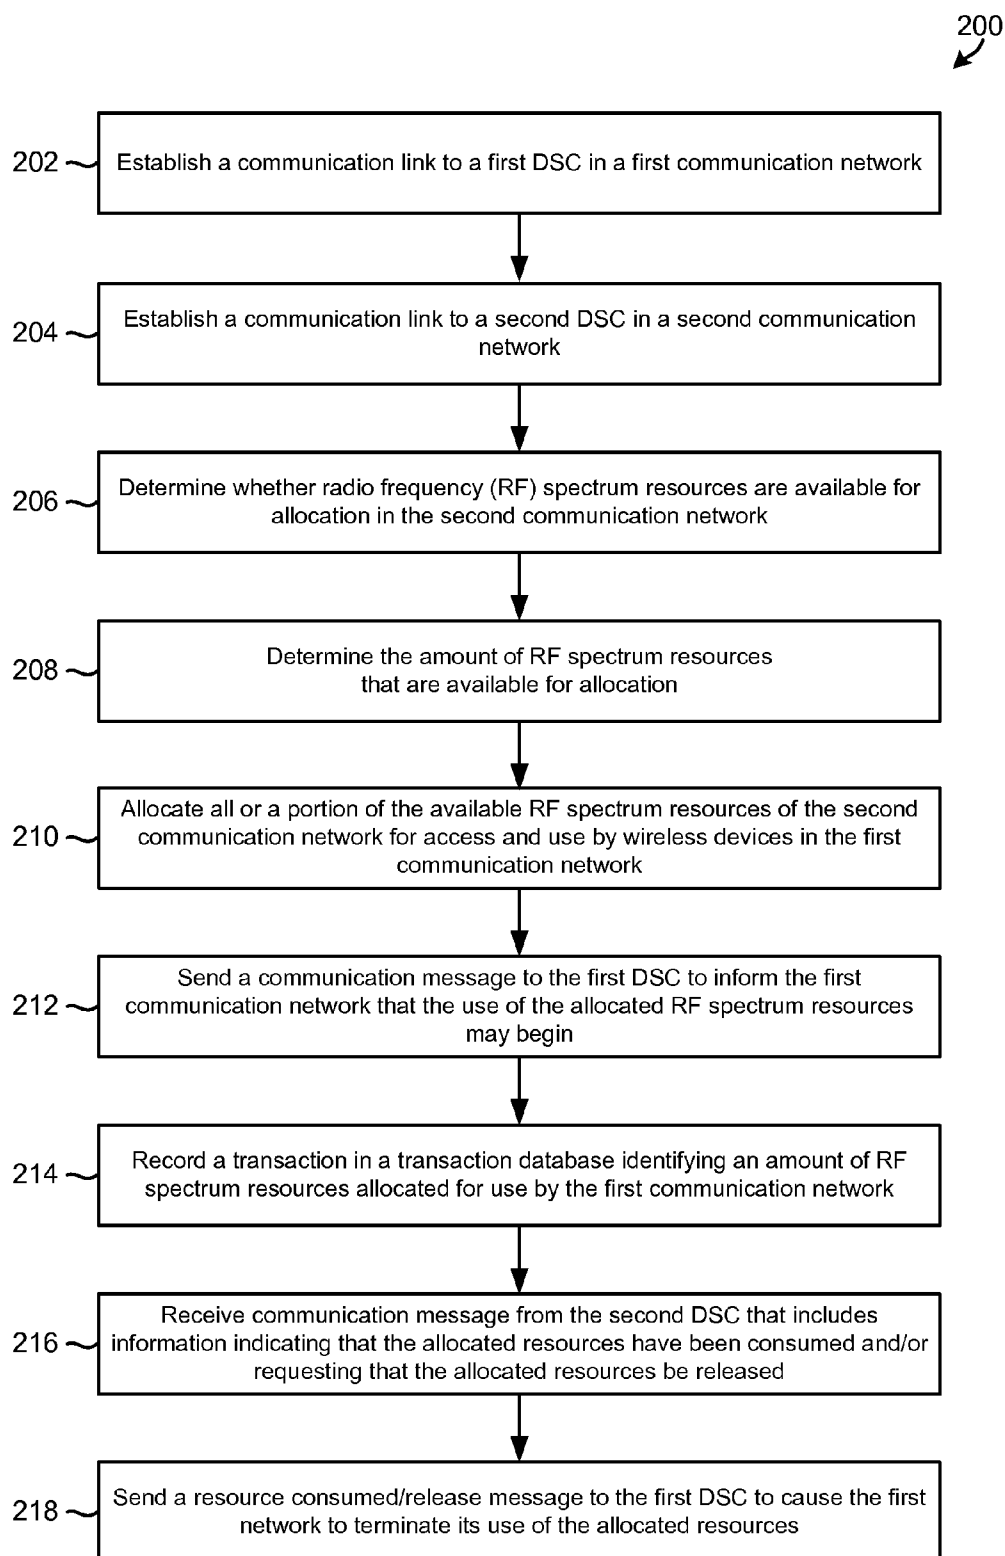 200
202
Establish a communication link to a first DSC in a first communication network
204
Establish a communication link to a second DSC in a second communication
network
206
Determine whether radio frequency (RF) spectrum resources are available for
allocation in the second communication network
208
Determine the amount of RF spectrum resources
that are available for allocation
210
Allocate all or a portion of the available RF spectrum resources of the second
communication network for access and use by wireless devices in the first
communication network
212
Send a communication message to the first DSC to inform the first
communication network that the use of the allocated RF spectrum resources
may begin
214
Record a transaction in a transaction database identifying an amount of RF
spectrum resources allocated for use by the first communication network
216
Receive communication message from the second DSC that includes
information indicating that the allocated resources have been consumed and/or
requesting that the allocated resources be released
218
Send a resource consumed/release message to the first DSC to cause the first
network to terminate its use of the allocated resources